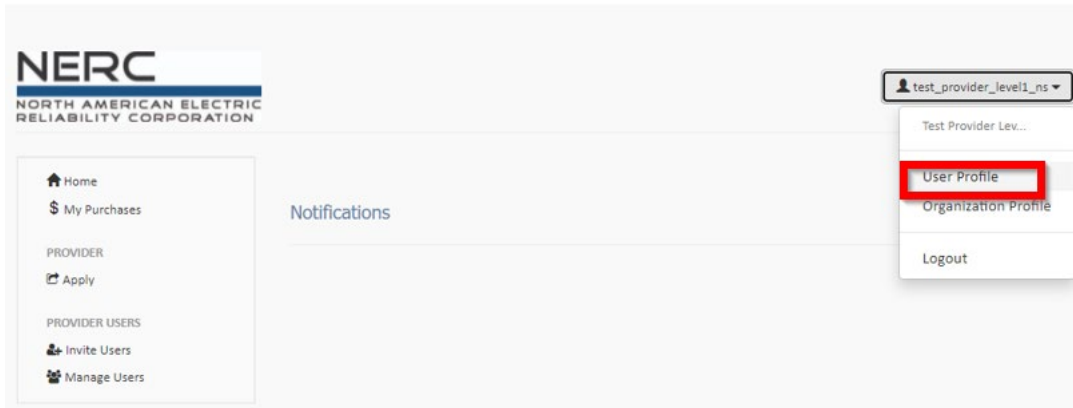 NERC
NORTH AMERICAN ELECTRIC
RELIABILITY CORPORATION
test_provider_level1_ns
Test Provider Lev...
User Profile
Organization Profile
Logout
Home
$ My Purchases
PROVIDER
Apply
PROVIDER USERS
Invite Users
Manage Users
Notifications